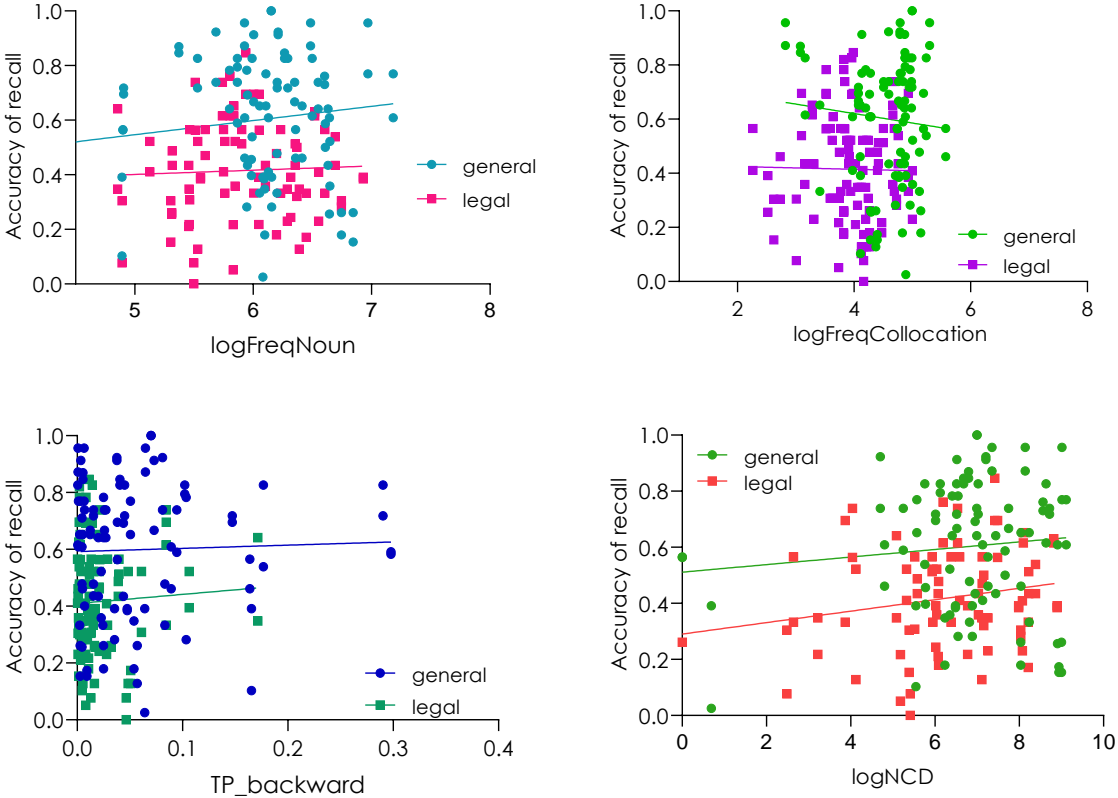 1.0
0.8
0.6
0.4
0.2
0.0
Accuracy of recall
5 6 7 8
logFreqNoun
general
legal
1.0
0.8
0.6
0.4
0.2
0.0
Accuracy of recall
2 4 6 8
logFreqCollocation
general
legal
1.0
0.8
0.6
0.4
0.2
0.0
Accuracy of recall
0.0 0.1 0.2 0.3 0.4
TP_backward
general
legal
1.0
0.8
0.6
0.4
0.2
0.0
Accuracy of recall
0 2 4 6 8 10
logNCD
general
legal